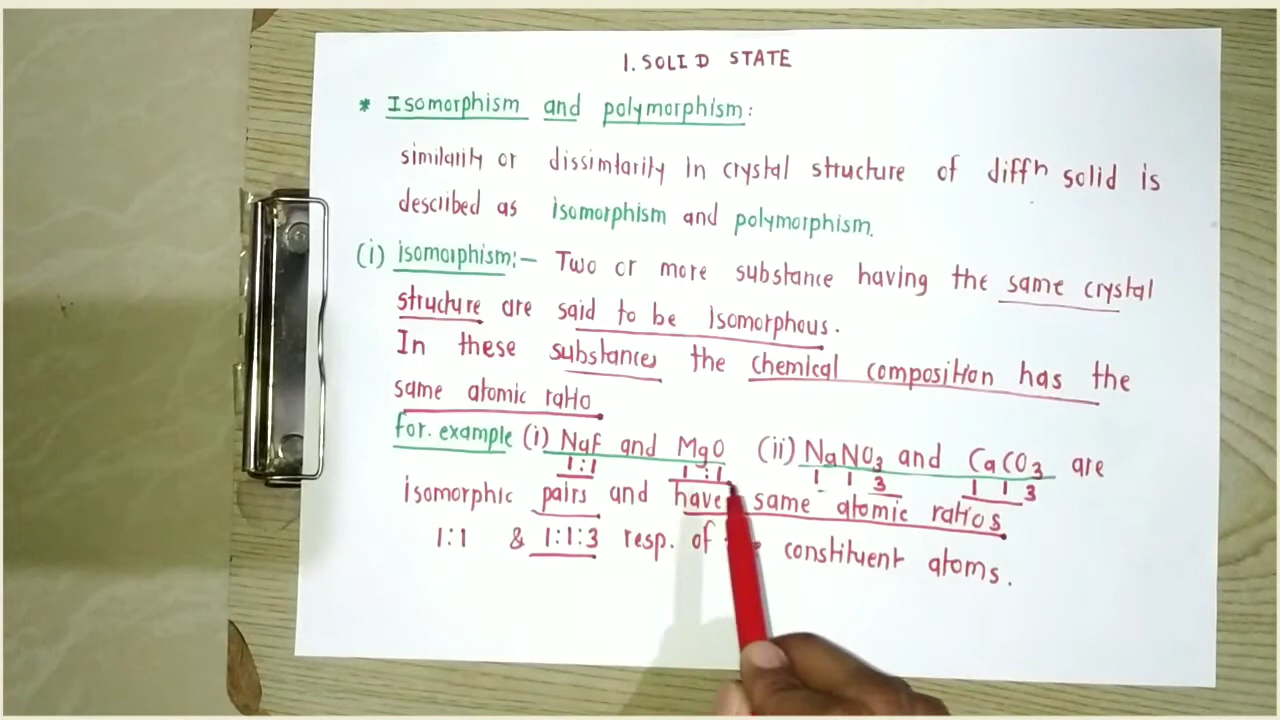 1. SOLID STATE
* Isomorphism and polymorphism:
similarity or dissimilarity in crystal structure of diffn solid is
described as isomorphism and polymorphism.
(i) isomorphism:- Two or more substance having the same crystal
structure are said to be Isomorphous.
In these substances the chemical composition has the
same atomic ratio
for. example (i) NaF and MgO (ii) NaNO3 and CaCO3 are
1:1 1:1 1 1 3 1 1 3
isomorphic pairs and have same atomic ratios
1:1 & 1:1:3 resp. of constituent atoms.